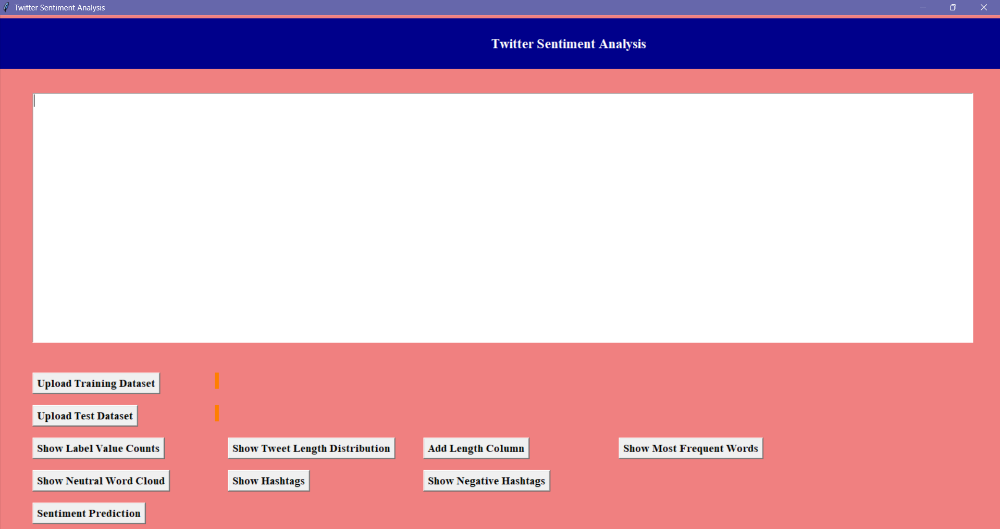 Twitter Sentiment Analysis
Twitter Sentiment Analysis
Upload Training Dataset
Upload Test Dataset
Show Label Value Counts Show Tweet Length Distribution Add Length Column Show Most Frequent Words
Show Neutral Word Cloud Show Hashtags Show Negative Hashtags
Sentiment Prediction